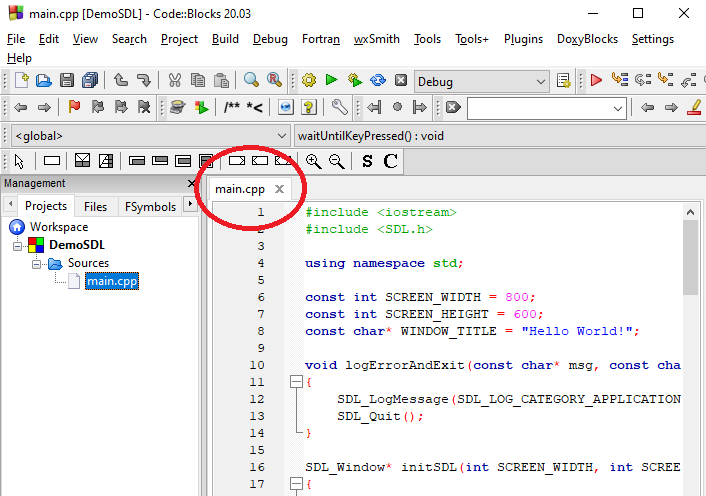 main.cpp [DemoSDL] - Code::Blocks 20.03
File Edit View Search Project Build Debug Fortran wxSmith Tools Tools+ Plugins DoxyBlocks Settings
Help
Debug
/** *<
<global> waitUntilKeyPressed() : void
S C
Management
Projects Files FSymbols
main.cpp
Workspace
DemoSDL
Sources
main.cpp
1 #include <iostream>
2 #include <SDL.h>
3
4 using namespace std;
5
6 const int SCREEN_WIDTH = 800;
7 const int SCREEN_HEIGHT = 600;
8 const char* WINDOW_TITLE = "Hello World!";
9
10 void logErrorAndExit(const char* msg, const cha
11 {
12 SDL_LogMessage(SDL_LOG_CATEGORY_APPLICATION
13 SDL_Quit();
14 }
15
16 SDL_Window* initSDL(int SCREEN_WIDTH, int SCREE
17 {